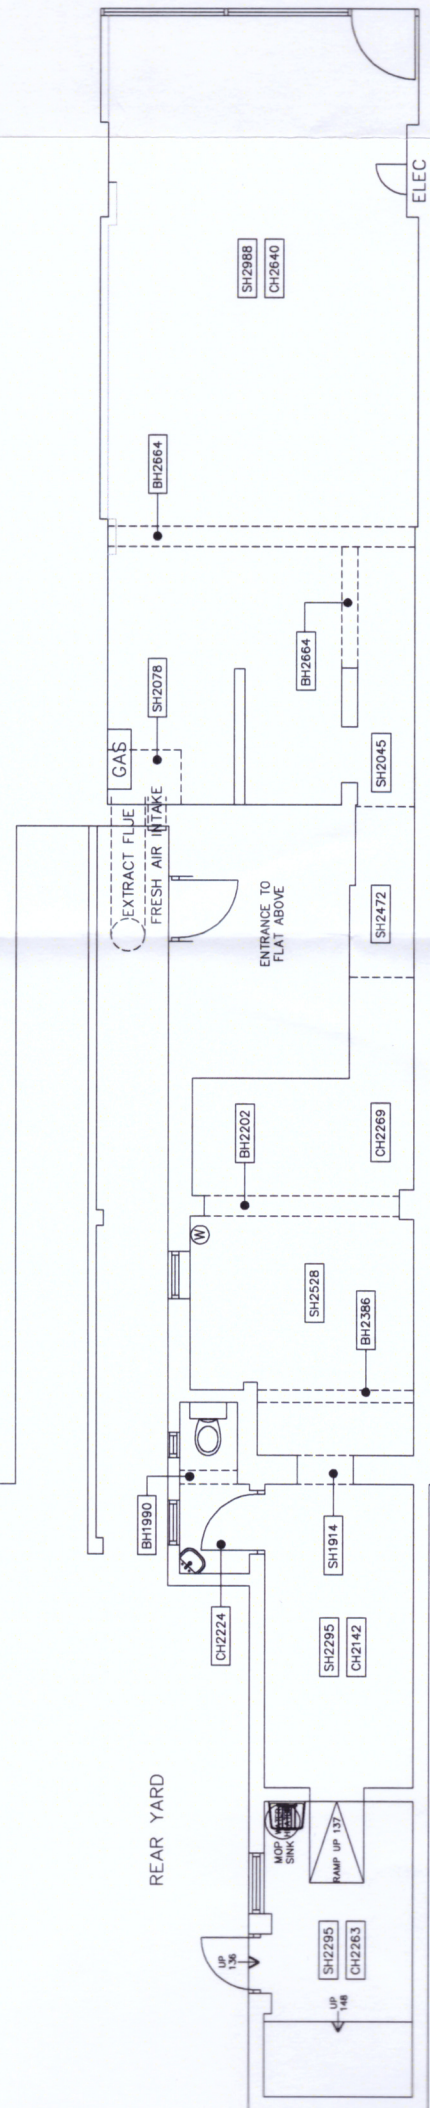 ELEC
SH2988
CH2640
BH2664
BH2664
SH2078
GAS
EXTRACT FLUE
FRESH AIR INTAKE
SH2045
SH2472
ENTRANCE TO
FLAT ABOVE
CH2269
BH2202
W
SH2528
BH2386
BH1990
CH2224
SH1914
SH2295
CH2142
REAR YARD
MOP
SINK
WATER
HEATER
RAMP UP 137
UP
136
SH2295
CH2263
UP
148